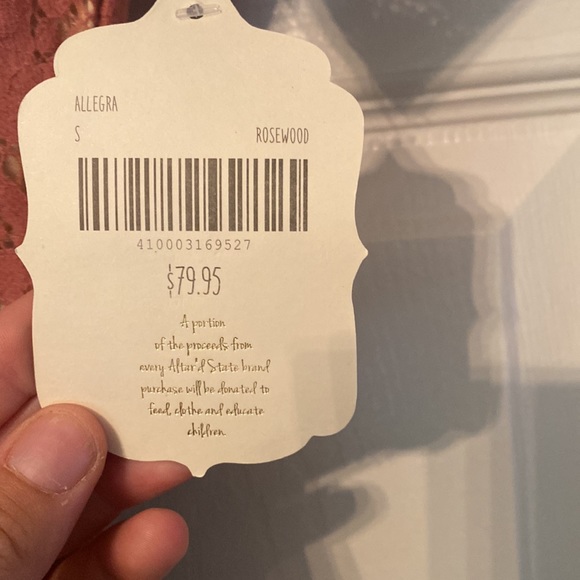 ALLEGRA
S ROSEWOOD
410003169527
$79.95
A portion
of the proceeds from
every Altar'd State brand
purchase will be donated to
feed, clothe and educate
children.